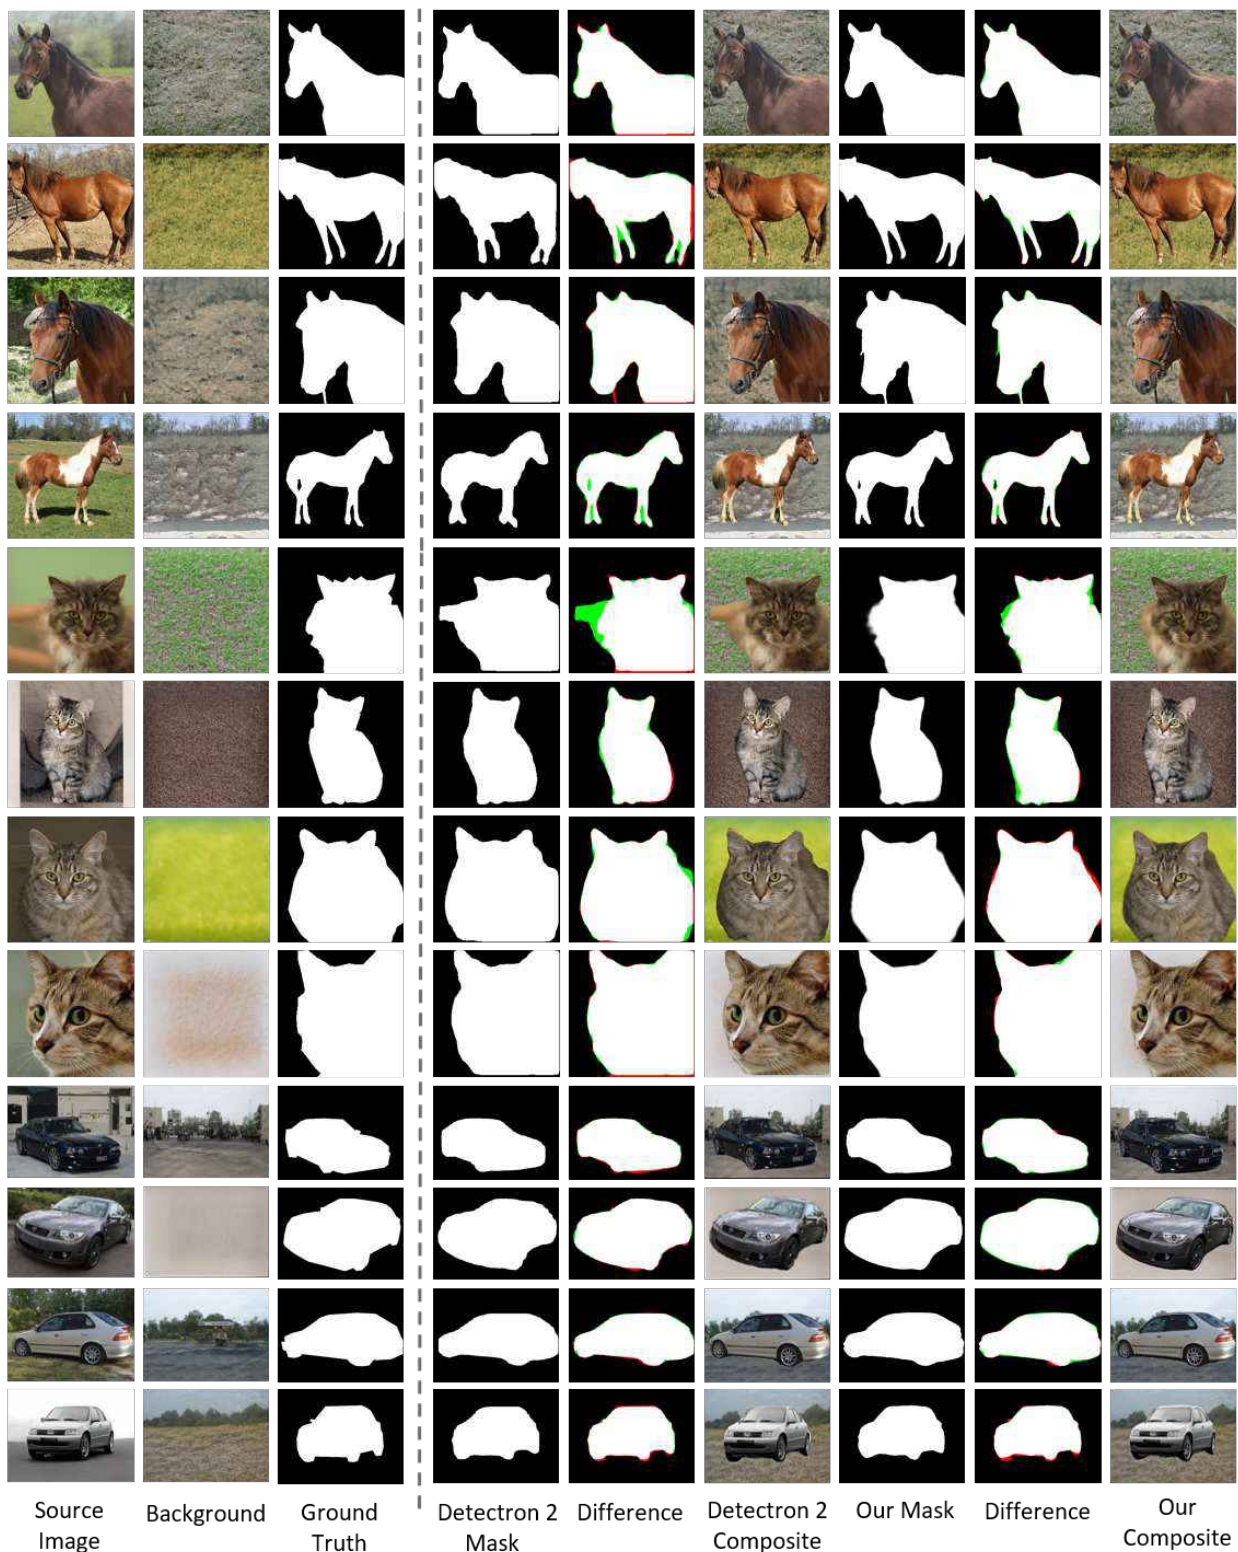 Source
Image
Background
Ground
Truth
Detectron 2
Mask
Difference
Detectron 2
Composite
Our Mask
Difference
Our
Composite